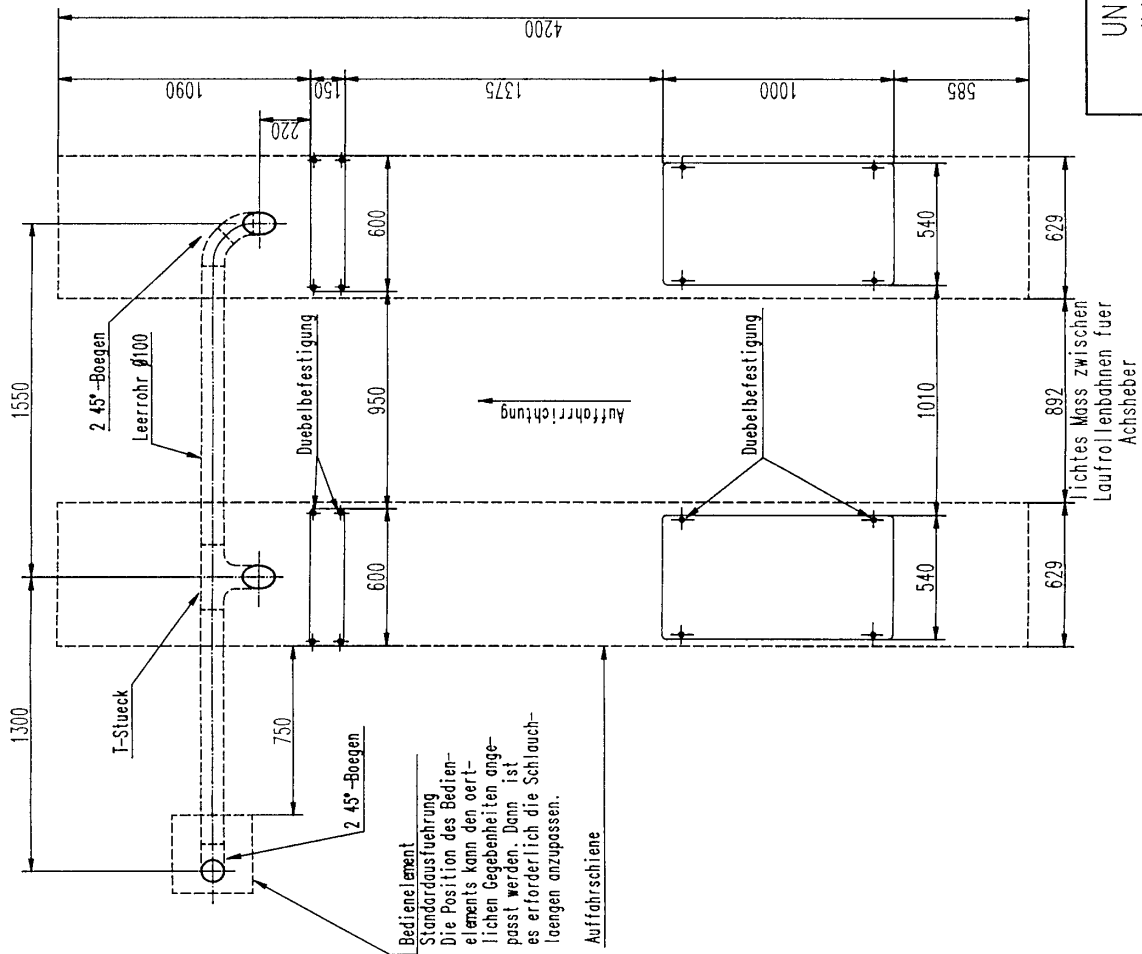 UN
4200
1090
150
1375
1000
585
220
1550
2 45°-Boegen
Leerrohr Ø100
1300
T-Stueck
Duebelbefestigung
600
950
600
750
2 45°-Boegen
Bedienelement
Standardausfuehrung
Die Position des Bedien-
elements kann den oert-
lichen Gegebenheiten ange-
passt werden. Dann ist
es erforderlich die Schlauch-
laengen anzupassen.
Auffahrrichtung
Duebelbefestigung
Auffahrschiene
540
1010
540
629
892
629
lichtes Mass zwischen
Laufrollenbahnen fuer
Achsheber